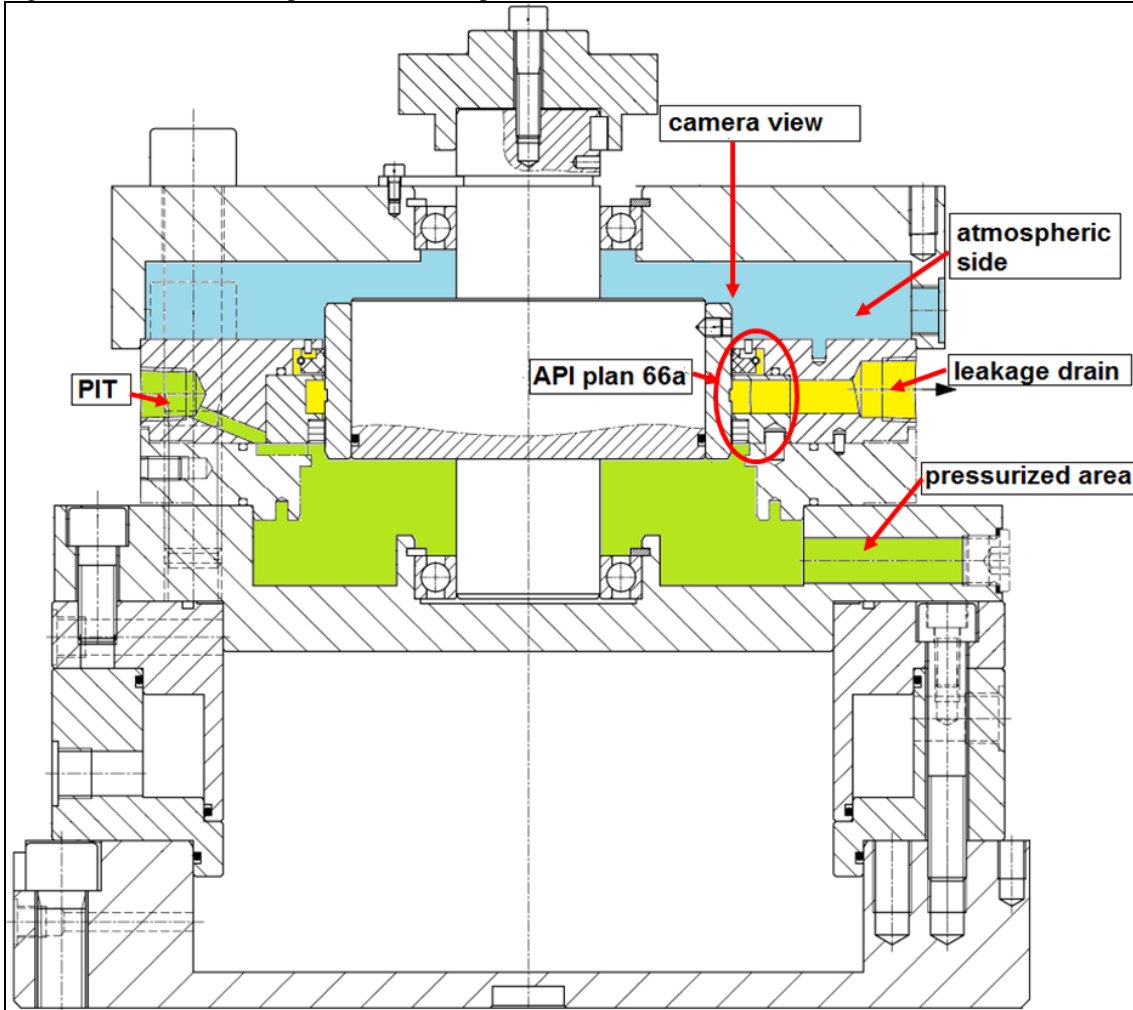 camera view
atmospheric
side
PIT
API plan 66a
leakage drain
pressurized area